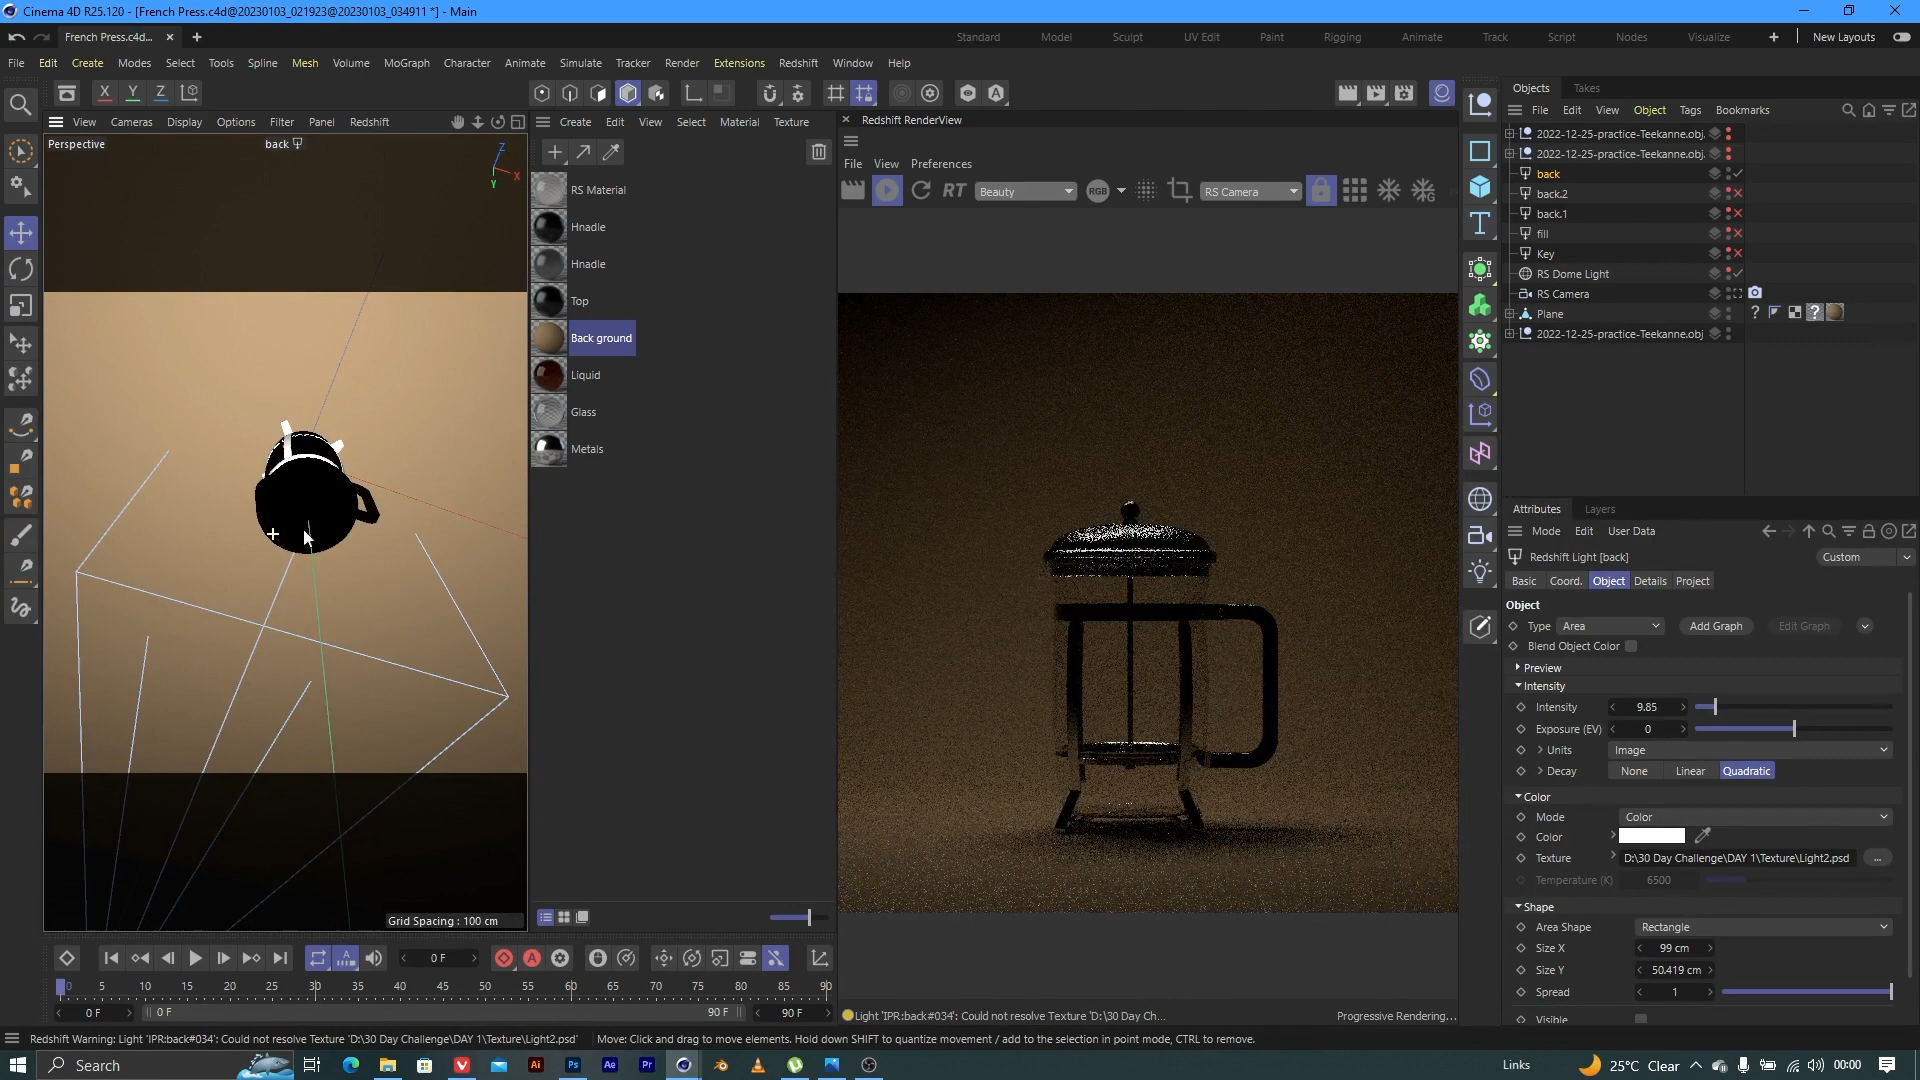 Cinema 4D R25.120 - [French Press.c4d@20230103_021923@20230103_034911 *] - Main
French Press.c4d...
Standard Model Sculpt UV Edit Paint Rigging Animate Track Script Nodes Visualize New Layouts
File Edit Create Modes Select Tools Spline Mesh Volume MoGraph Character Animate Simulate Tracker Render Extensions Redshift Window Help
X Y Z
View Cameras Display Options Filter Panel Redshift
Perspective
back
Z
X
Y
Grid Spacing : 100 cm
Create Edit View Select Material Texture
RS Material
Hnadle
Hnadle
Top
Back ground
Liquid
Glass
Metals
Redshift RenderView
File View Preferences
RT Beauty RGB RS Camera
Light 'IPR:back#034': Could not resolve Texture 'D:\30 Day Ch...
Progressive Rendering...
Objects Takes
File Edit View Object Tags Bookmarks
2022-12-25-practice-Teekanne.obj.
2022-12-25-practice-Teekanne.obj.
back
back.2
back.1
fill
Key
RS Dome Light
RS Camera
Plane
2022-12-25-practice-Teekanne.obj
Attributes Layers
Mode Edit User Data
Redshift Light [back]
Custom
Basic Coord. Object Details Project
Object
Type Area Add Graph Edit Graph
Blend Object Color
Preview
Intensity
Intensity 9.85
Exposure (EV) 0
Units Image
Decay None Linear Quadratic
Color
Mode Color
Color
Texture D:\30 Day Challenge\DAY 1\Texture\Light2.psd ...
Temperature (K) 6500
Shape
Area Shape Rectangle
Size X 99 cm
Size Y 50.419 cm
Spread 1
Visible
0 F
0 5 10 15 20 25 30 35 40 45 50 55 60 65 70 75 80 85 90
0 F 0 F 90 F 90 F
Redshift Warning: Light 'IPR:back#034': Could not resolve Texture 'D:\30 Day Challenge\DAY 1\Texture\Light2.psd' Move: Click and drag to move elements. Hold down SHIFT to quantize movement / add to the selection in point mode, CTRL to remove.
Search
Ai Ps Ae Pr
Links 25°C Clear 00:00